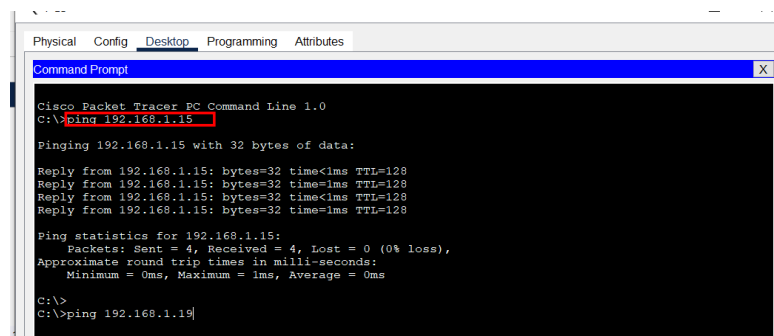 Physical Config Desktop Programming Attributes
Command Prompt X
Cisco Packet Tracer PC Command Line 1.0
C:\>ping 192.168.1.15
Pinging 192.168.1.15 with 32 bytes of data:
Reply from 192.168.1.15: bytes=32 time<1ms TTL=128
Reply from 192.168.1.15: bytes=32 time<1ms TTL=128
Reply from 192.168.1.15: bytes=32 time=1ms TTL=128
Reply from 192.168.1.15: bytes=32 time<1ms TTL=128
Ping statistics for 192.168.1.15:
Packets: Sent = 4, Received = 4, Lost = 0 (0% loss),
Approximate round trip times in milli-seconds:
Minimum = 0ms, Maximum = 1ms, Average = 0ms
C:\>
C:\>ping 192.168.1.19